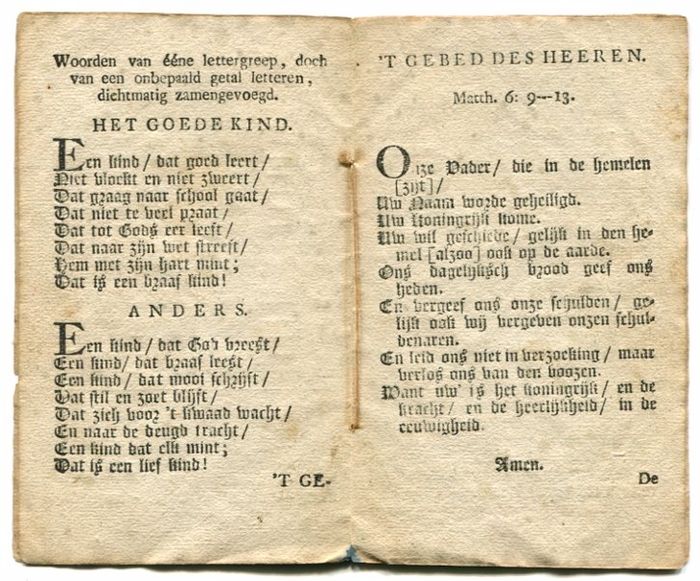 Woorden van ééne lettergreep, doch
van een onbepaald getal letteren,
dichtmatig zamengevoegd.
HET GOEDE KIND.
Een kind/ dat goed leert/
Niet vloekt en niet zweert/
Dat graag naar school gaat/
Dat niet te veel praat/
Dat tot Gods eer leeft/
Dat naar zijn wet streeft/
Hem met zijn hart mint;
Dat is een braaf kind!
ANDERS.
Een kind/ dat God vreest/
Een kind/ dat braaf leest/
Een kind/ dat mooi schrijft/
Dat stil en zoet blijft/
Dat zich voor 't kwaad wacht/
En naar de deugd tracht/
Een kind dat elk mint;
Dat is een lief kind!
'T GE-
'T GEBED DES HEEREN.
Matth. 6: 9---13.
Onze Vader/ die in de hemelen
[zijt]/
Uw Naam worde geheiligd.
Uw Koningrijk kome.
Uw wil geschiede/ gelijk in den he-
mel [alzoo] ook op de aarde.
Ons dagelijksch brood geef ons
heden.
En vergeef ons onze schulden/ ge-
lijk ook wij vergeven onzen schul-
denaren.
En leid ons niet in verzoeking/ maar
verlos ons van den boozen.
Want uw' is het koningrijk/ en de
kracht/ en de heerlijkheid/ in de
eeuwigheid.
Amen.
De